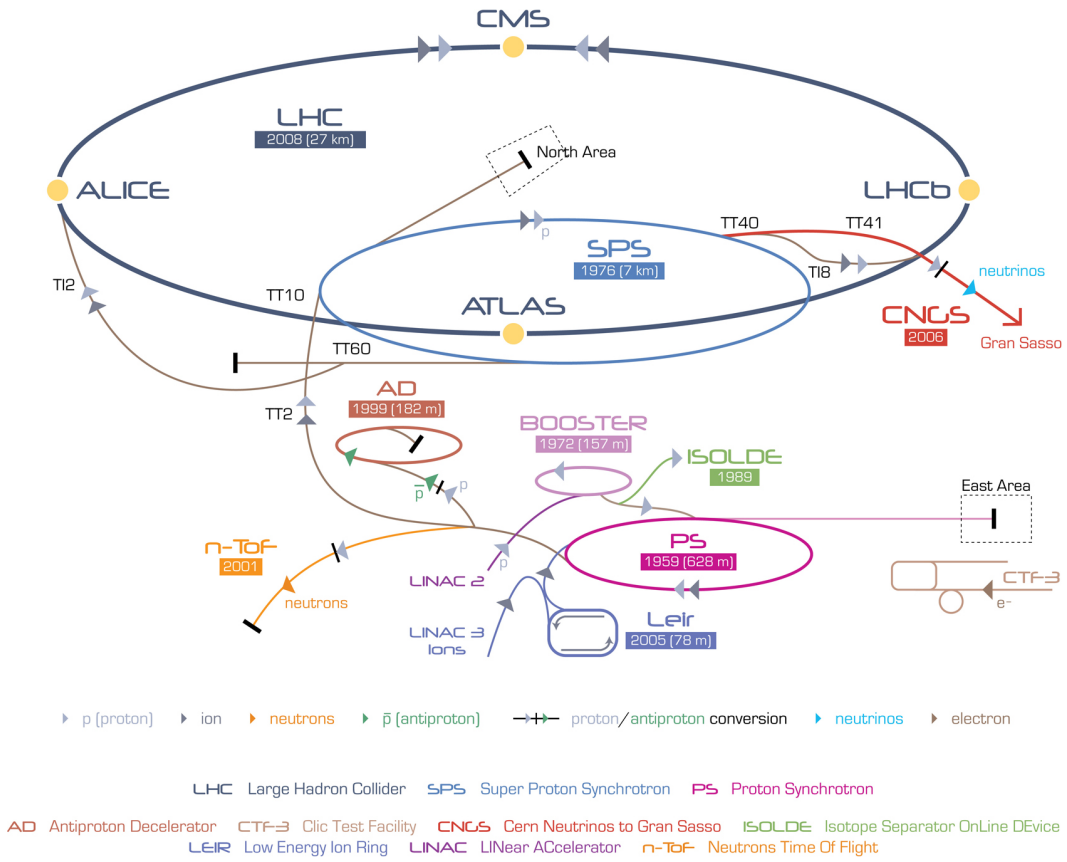 CMS
LHC
2008 (27 km)
North Area
ALICE
LHCb
TT40
TT41
SPS
1976 (7 km)
p
TI8
neutrinos
TI2
TT10
ATLAS
CNGS
2006
Gran Sasso
TT60
AD
1999 (182 m)
TT2
BOOSTER
1972 (157 m)
ISOLDE
1989
p̅
p
East Area
n-ToF
2001
PS
1959 (628 m)
LINAC 2
p
neutrons
CTF-3
e-
LINAC 3
Ions
Leir
2005 (78 m)
p (proton)
ion
neutrons
p̅ (antiproton)
proton/antiproton conversion
neutrinos
electron
LHC Large Hadron Collider SPS Super Proton Synchrotron PS Proton Synchrotron
AD Antiproton Decelerator CTF-3 Clic Test Facility CNGS Cern Neutrinos to Gran Sasso ISOLDE Isotope Separator OnLine DEvice
LEIR Low Energy Ion Ring LINAC LINear ACcelerator n-ToF Neutrons Time Of Flight